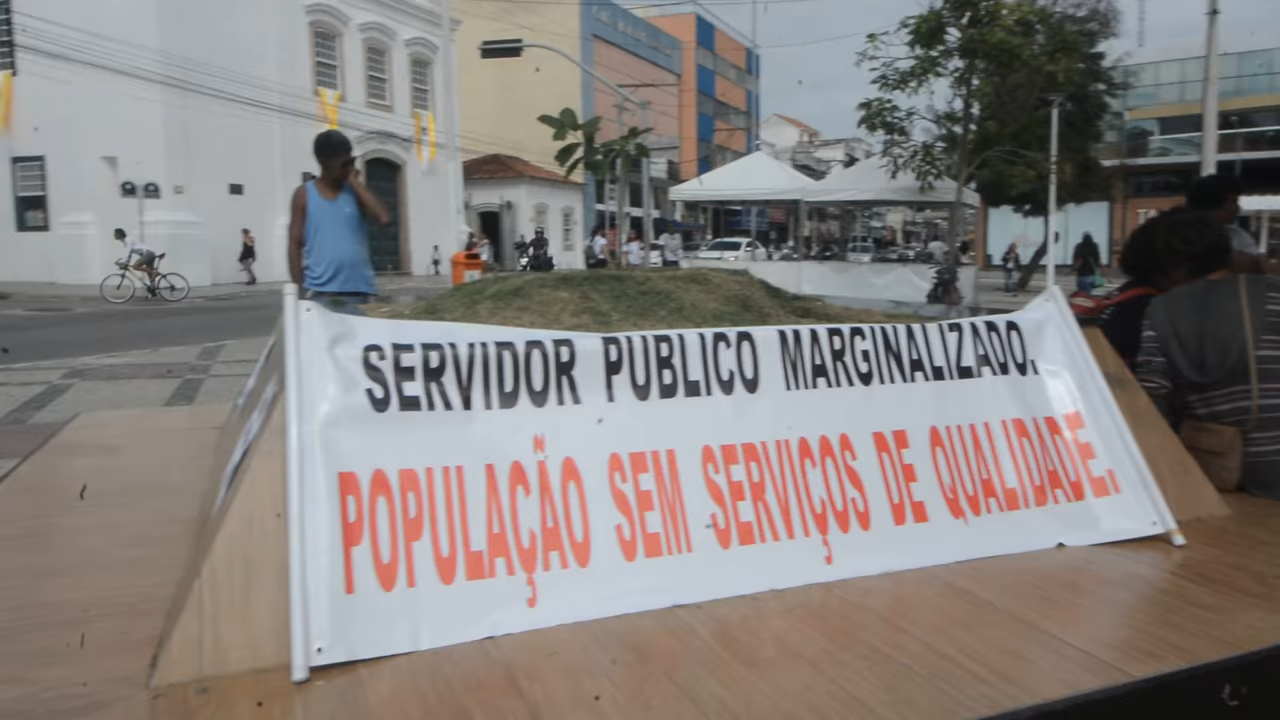 SERVIDOR PUBLICO MARGINALIZADO.
POPULAÇÃO SEM SERVIÇOS DE QUALIDADE.